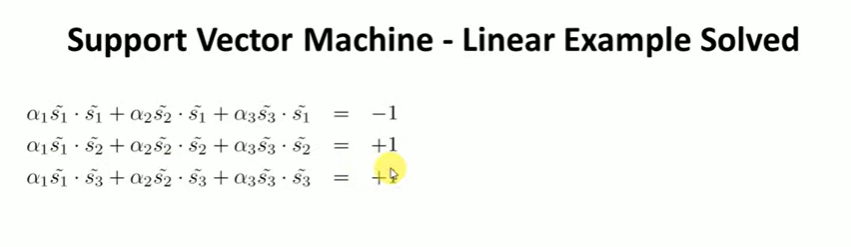 Support Vector Machine - Linear Example Solved
α₁s̃₁ · s̃₁ + α₂s̃₂ · s̃₁ + α₃s̃₃ · s̃₁ = −1
α₁s̃₁ · s̃₂ + α₂s̃₂ · s̃₂ + α₃s̃₃ · s̃₂ = +1
α₁s̃₁ · s̃₃ + α₂s̃₂ · s̃₃ + α₃s̃₃ · s̃₃ = +